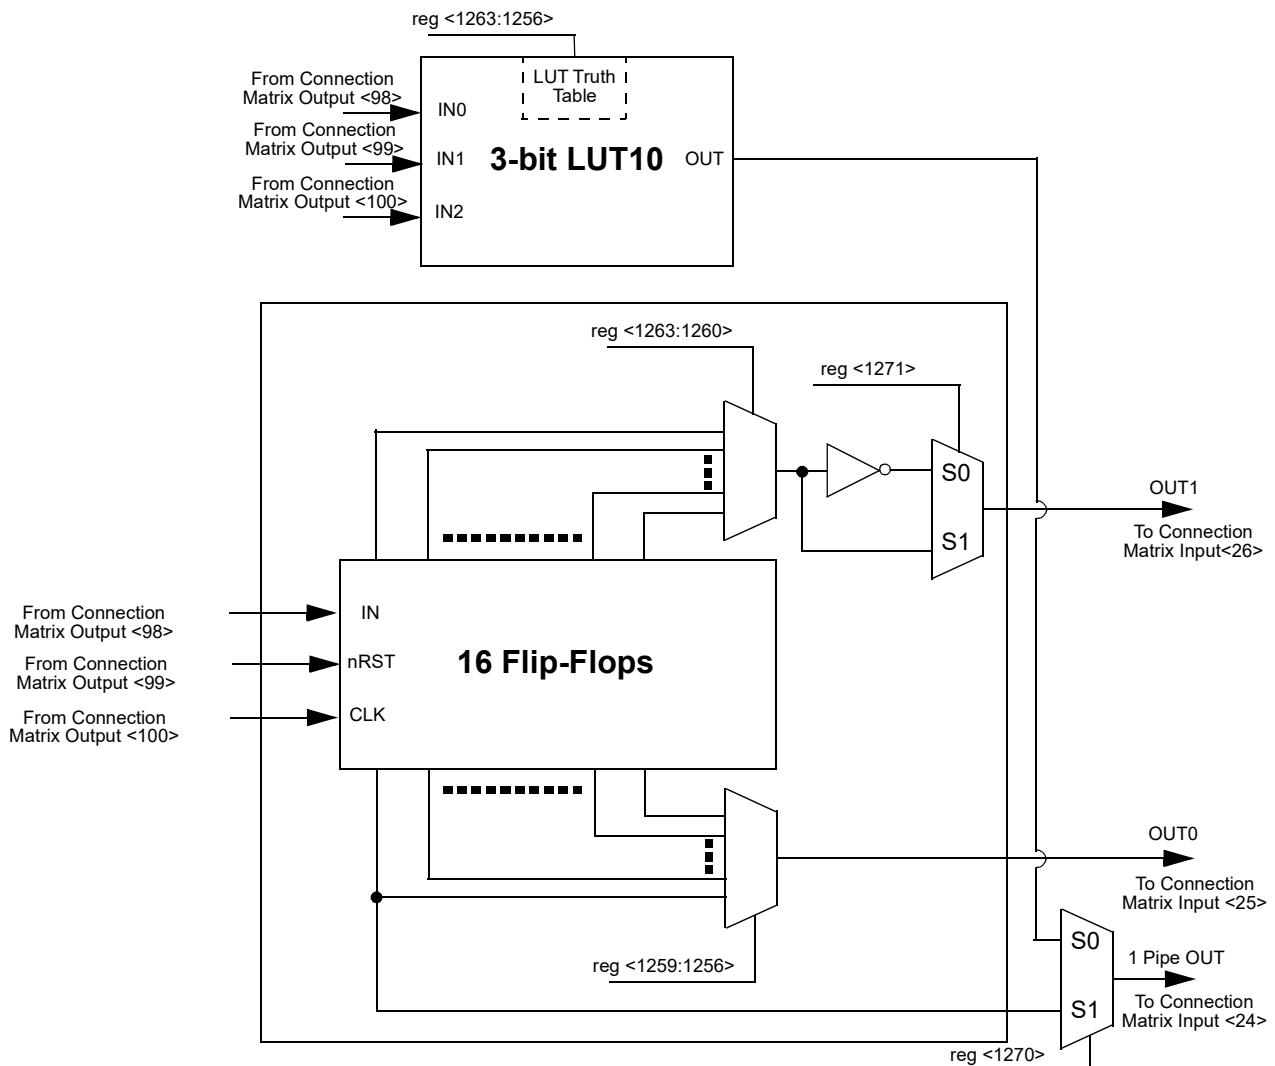 reg <1263:1256>
From Connection
Matrix Output <98>
From Connection
Matrix Output <99>
From Connection
Matrix Output <100>
LUT Truth
Table
IN0
IN1
IN2
3-bit LUT10
OUT
reg <1263:1260>
reg <1271>
S0
S1
OUT1
To Connection
Matrix Input<26>
From Connection
Matrix Output <98>
From Connection
Matrix Output <99>
From Connection
Matrix Output <100>
IN
nRST
CLK
16 Flip-Flops
OUT0
To Connection
Matrix Input <25>
reg <1259:1256>
S0
S1
1 Pipe OUT
To Connection
Matrix Input <24>
reg <1270>